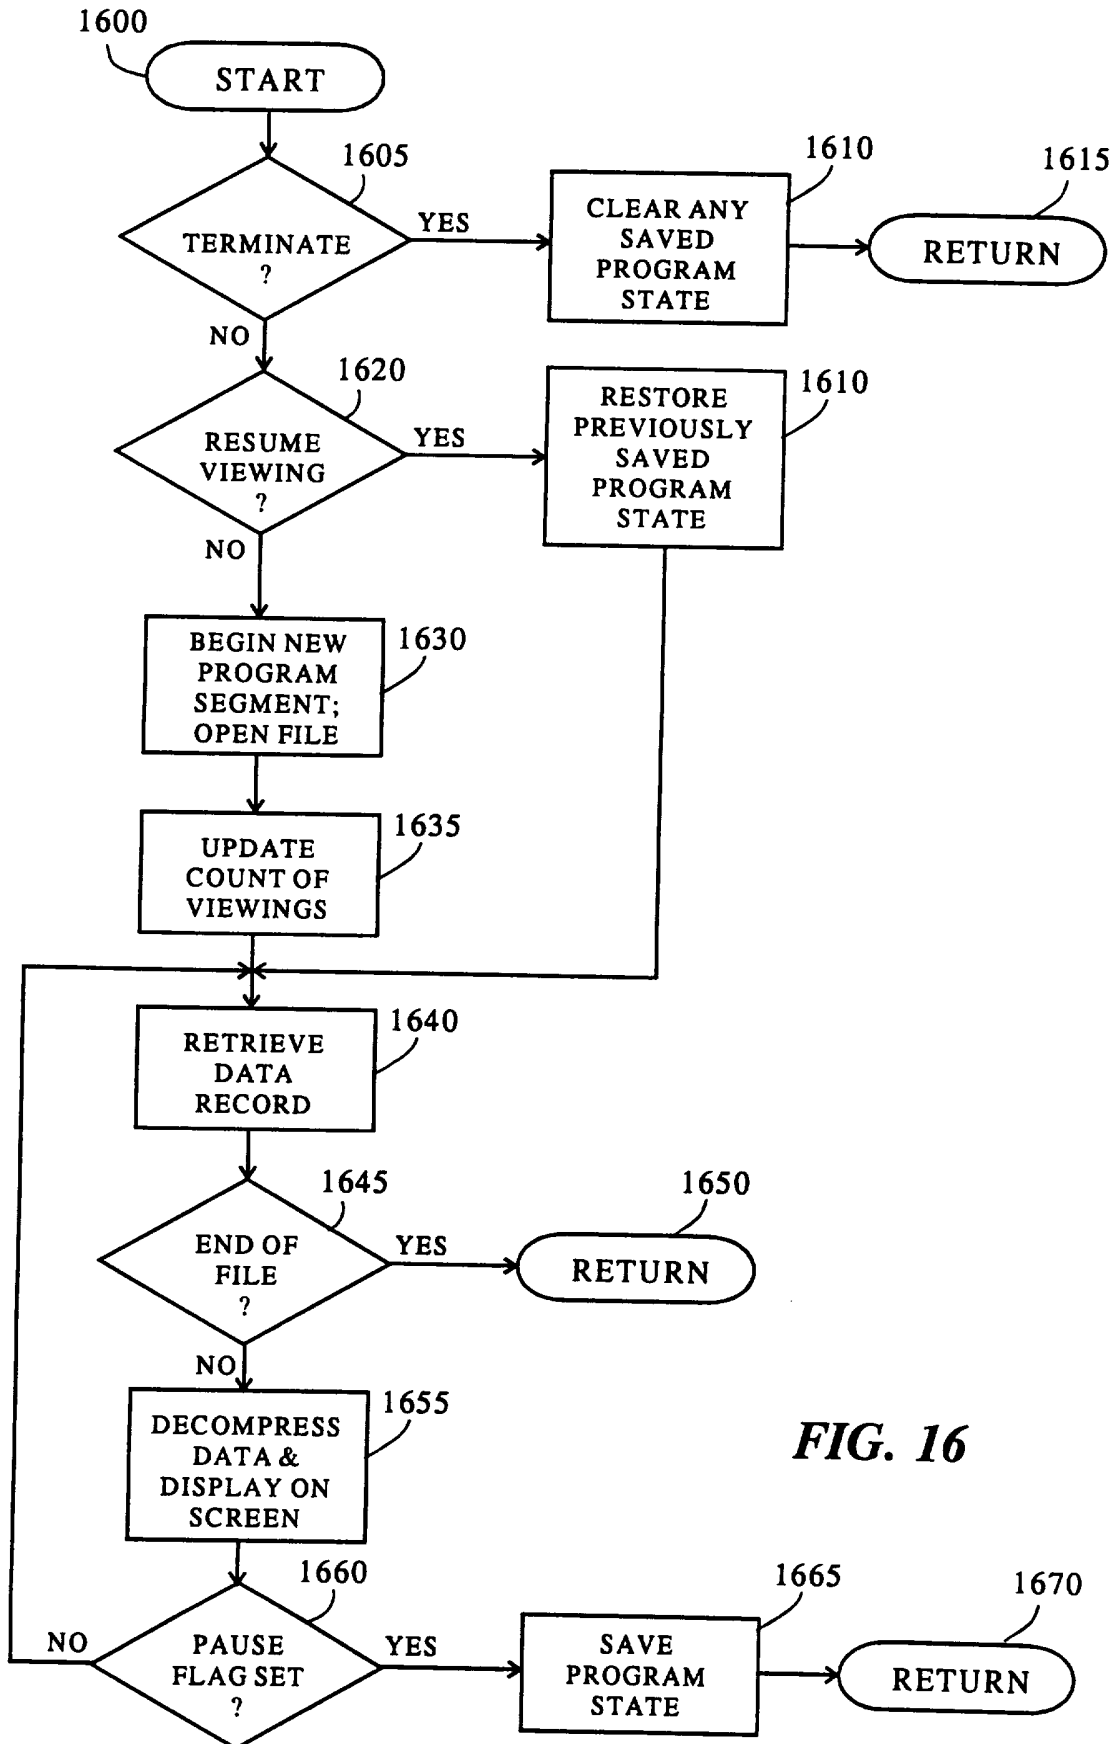 1600
START
1605
TERMINATE
?
YES
1610
CLEAR ANY
SAVED
PROGRAM
STATE
1615
RETURN
NO
1620
RESUME
VIEWING
?
YES
1610
RESTORE
PREVIOUSLY
SAVED
PROGRAM
STATE
NO
1630
BEGIN NEW
PROGRAM
SEGMENT;
OPEN FILE
1635
UPDATE
COUNT OF
VIEWINGS
1640
RETRIEVE
DATA
RECORD
1645
END OF
FILE
?
YES
1650
RETURN
NO
1655
DECOMPRESS
DATA &
DISPLAY ON
SCREEN
FIG. 16
1660
PAUSE
FLAG SET
?
NO
YES
1665
SAVE
PROGRAM
STATE
1670
RETURN